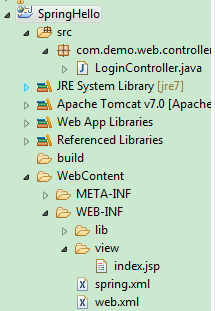 SpringHello
src
com.demo.web.controller
LoginController.java
JRE System Library [jre7]
Apache Tomcat v7.0 [Apache
Web App Libraries
Referenced Libraries
build
WebContent
META-INF
WEB-INF
lib
view
index.jsp
spring.xml
web.xml